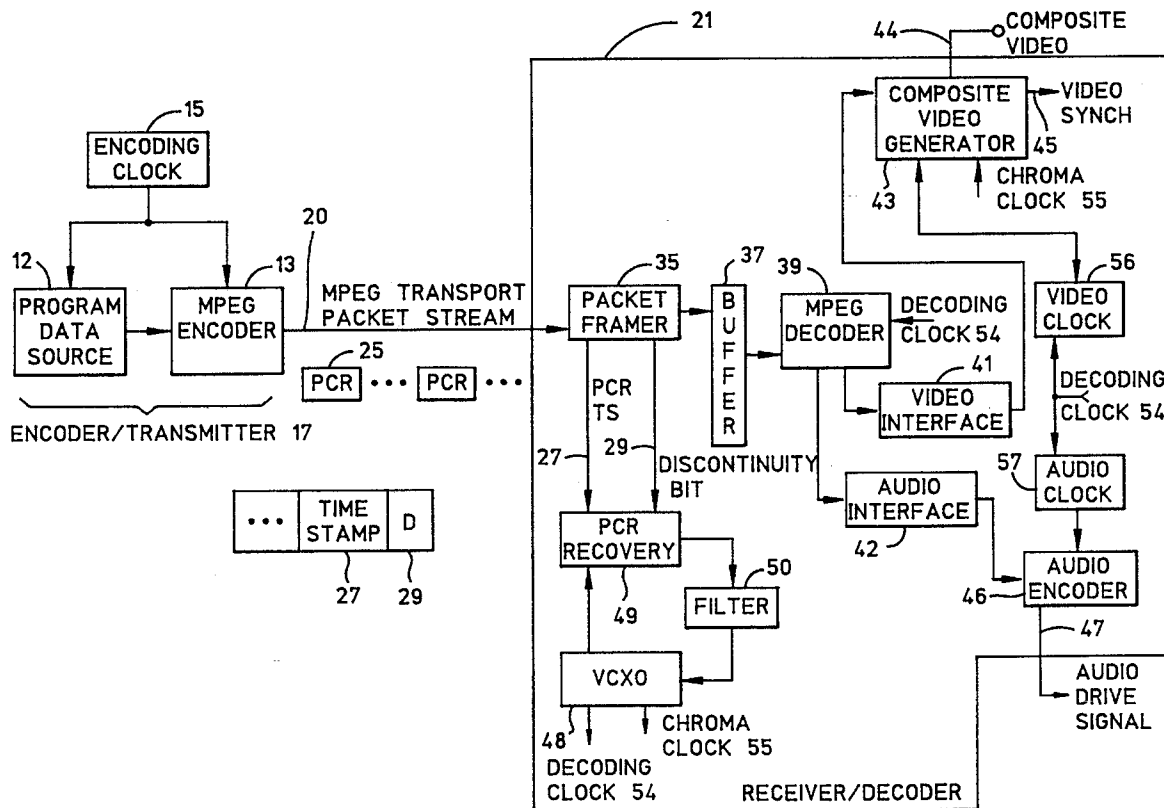 21
44
COMPOSITE
VIDEO
15
ENCODING
CLOCK
COMPOSITE
VIDEO
GENERATOR
VIDEO
SYNCH
45
43
CHROMA
CLOCK 55
12
PROGRAM
DATA
SOURCE
13
MPEG
ENCODER
20
MPEG TRANSPORT
PACKET STREAM
25
PCR ••• PCR •••
ENCODER/TRANSMITTER 17
35
PACKET
FRAMER
37
BUFFER
39
MPEG
DECODER
DECODING
CLOCK 54
41
VIDEO
INTERFACE
56
VIDEO
CLOCK
DECODING
CLOCK 54
57
AUDIO
CLOCK
PCR
TS
27
29
DISCONTINUITY
BIT
••• TIME
STAMP
D
27
29
PCR
RECOVERY
49
50
FILTER
AUDIO
INTERFACE
42
AUDIO
ENCODER
46
47
AUDIO
DRIVE
SIGNAL
VCXO
48
CHROMA
CLOCK 55
DECODING
CLOCK 54
RECEIVER/DECODER